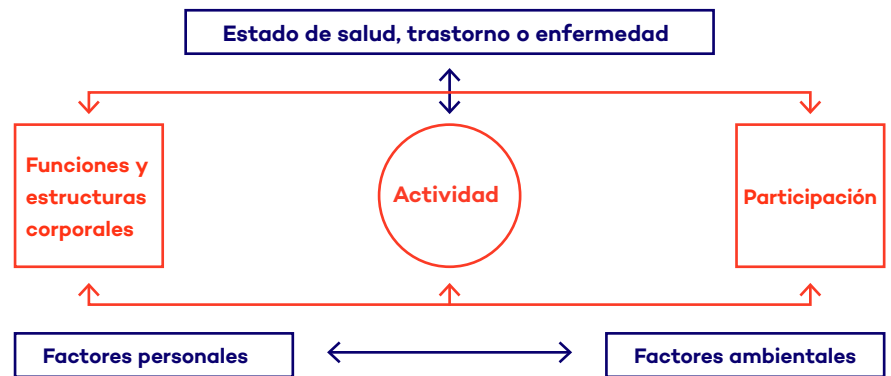 Estado de salud, trastorno o enfermedad
Funciones y
estructuras
corporales
Actividad
Participación
Factores personales
Factores ambientales